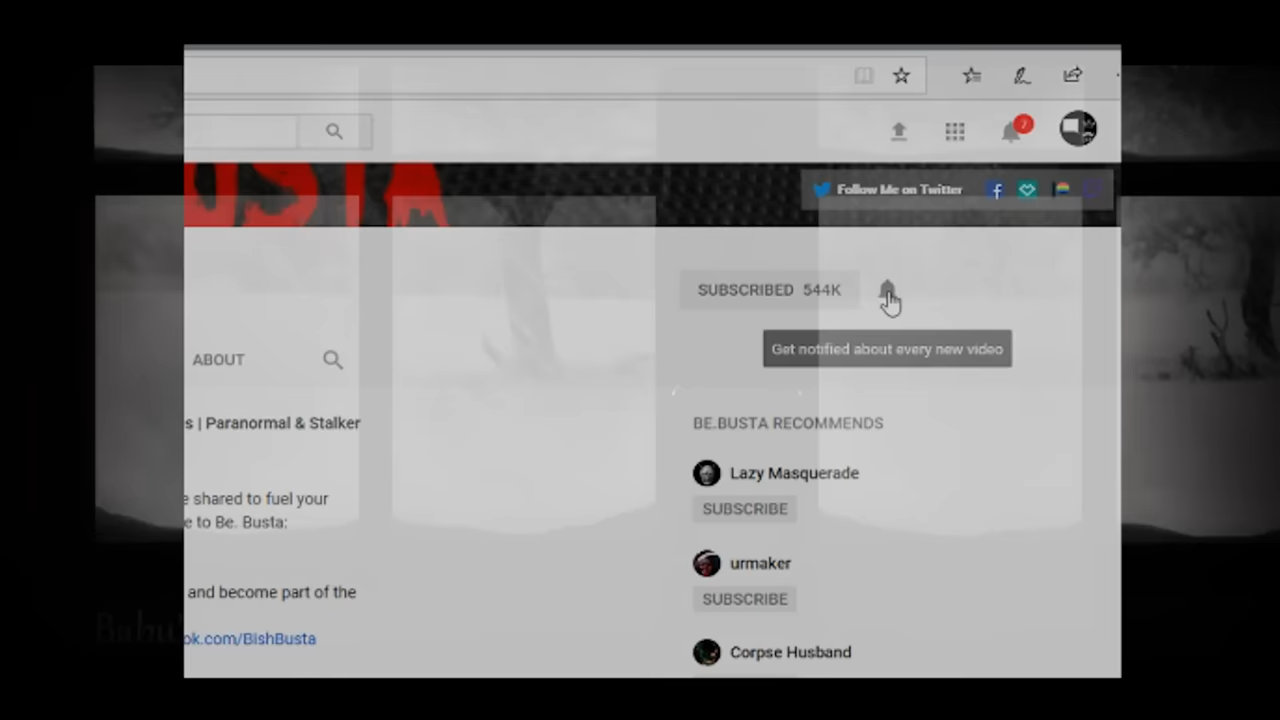 7
USTA
Follow Me on Twitter
SUBSCRIBED 544K
Get notified about every new video
ABOUT
s | Paranormal & Stalker
BE.BUSTA RECOMMENDS
Lazy Masquerade
SUBSCRIBE
e shared to fuel your
e to Be. Busta:
urmaker
SUBSCRIBE
and become part of the
ok.com/BishBusta
Corpse Husband